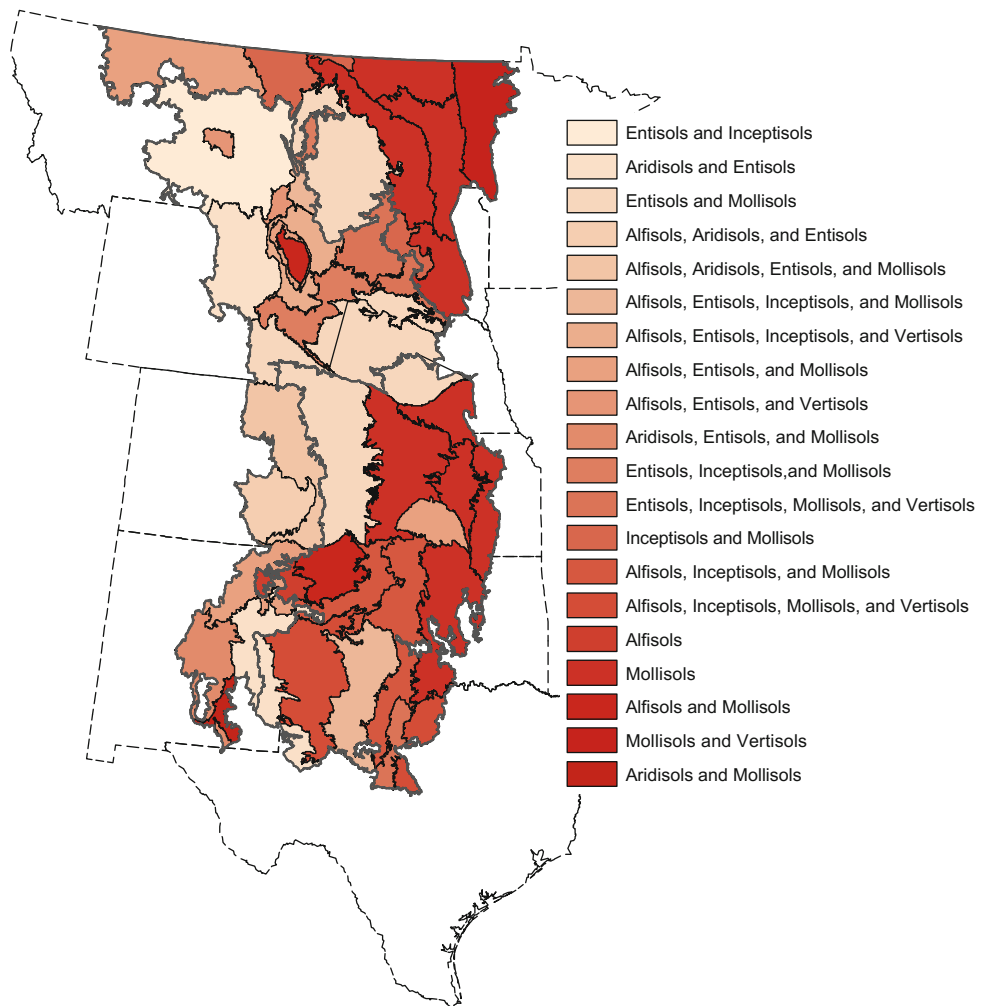 Entisols and Inceptisols
Aridisols and Entisols
Entisols and Mollisols
Alfisols, Aridisols, and Entisols
Alfisols, Aridisols, Entisols, and Mollisols
Alfisols, Entisols, Inceptisols, and Mollisols
Alfisols, Entisols, Inceptisols, and Vertisols
Alfisols, Entisols, and Mollisols
Alfisols, Entisols, and Vertisols
Aridisols, Entisols, and Mollisols
Entisols, Inceptisols,and Mollisols
Entisols, Inceptisols, Mollisols, and Vertisols
Inceptisols and Mollisols
Alfisols, Inceptisols, and Mollisols
Alfisols, Inceptisols, Mollisols, and Vertisols
Alfisols
Mollisols
Alfisols and Mollisols
Mollisols and Vertisols
Aridisols and Mollisols